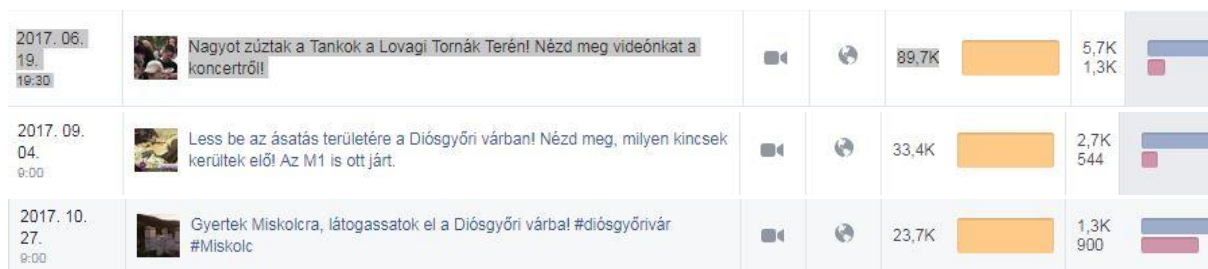 2017. 06.
19.
19:30
Nagyot zúztak a Tankok a Lovagi Tornák Terén! Nézd meg videónkat a
koncertről!
89,7K
5,7K
1,3K
2017. 09.
04.
9:00
Less be az ásatás területére a Diósgyőri várban! Nézd meg, milyen kincsek
kerültek elő! Az M1 is ott járt.
33,4K
2,7K
544
2017. 10.
27.
9:00
Gyertek Miskolcra, látogassatok el a Diósgyőri várba! #diósgyőrivár
#Miskolc
23,7K
1,3K
900